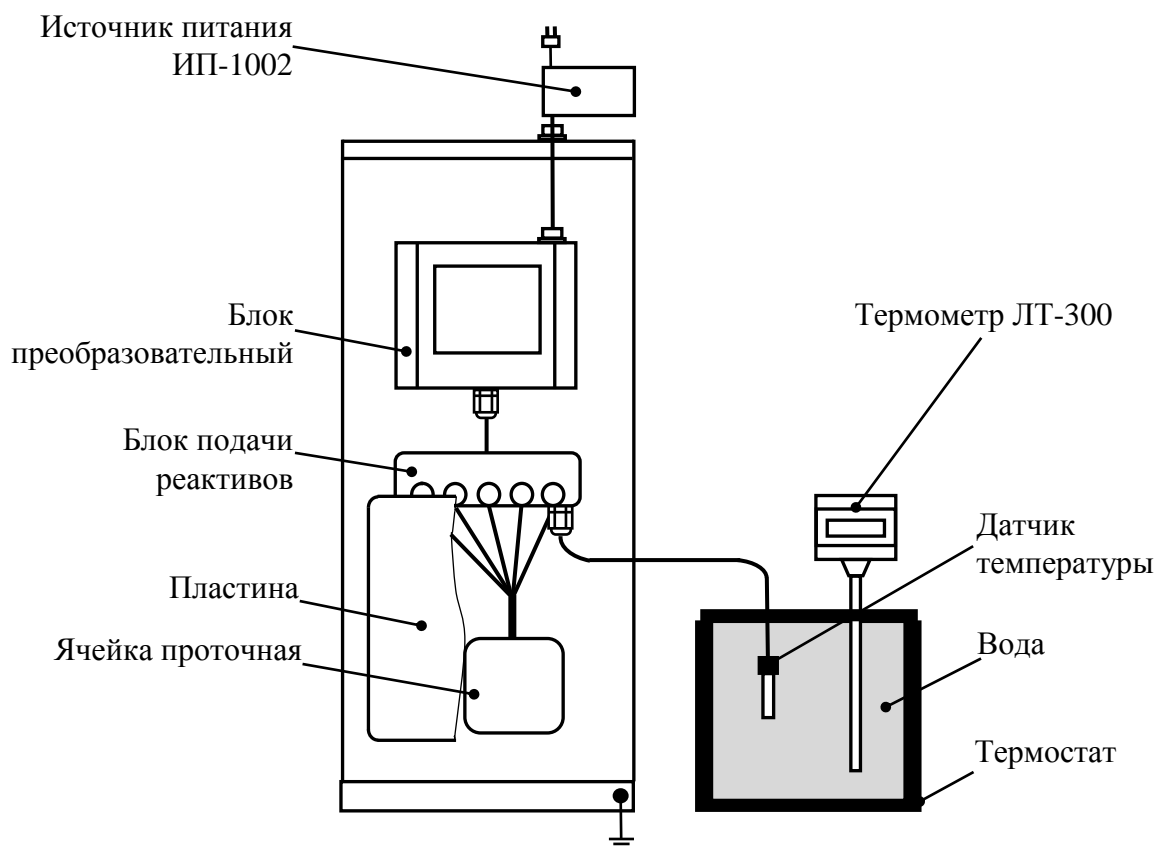 Источник питания
ИП-1002
Блок
преобразовательный
Термометр ЛТ-300
Блок подачи
реактивов
Датчик
температуры
Пластина
Ячейка проточная
Вода
Термостат